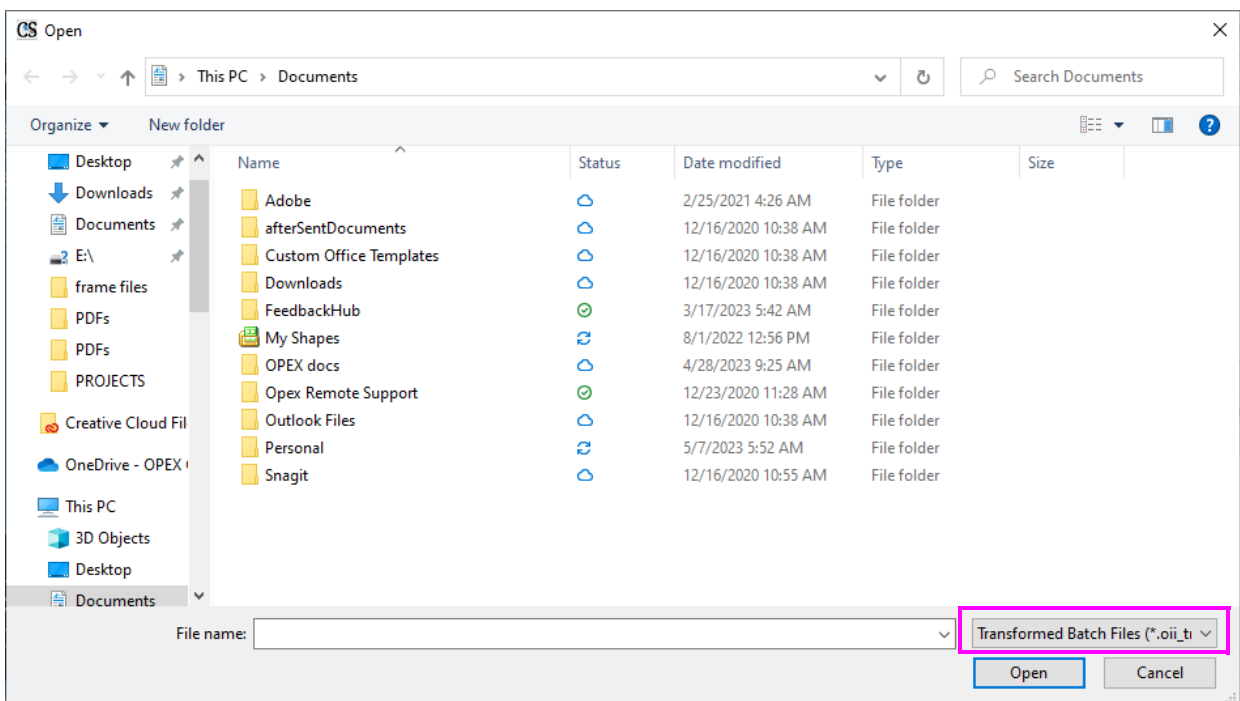 CS Open
This PC > Documents
Search Documents
Organize New folder
Name Status Date modified Type Size
Desktop
Downloads
Documents
E:\
frame files
PDFs
PDFs
PROJECTS
Creative Cloud Fil
OneDrive - OPEX
This PC
3D Objects
Desktop
Documents
Adobe 2/25/2021 4:26 AM File folder
afterSentDocuments 12/16/2020 10:38 AM File folder
Custom Office Templates 12/16/2020 10:38 AM File folder
Downloads 12/16/2020 10:38 AM File folder
FeedbackHub 3/17/2023 5:42 AM File folder
My Shapes 8/1/2022 12:56 PM File folder
OPEX docs 4/28/2023 9:25 AM File folder
Opex Remote Support 12/23/2020 11:28 AM File folder
Outlook Files 12/16/2020 10:38 AM File folder
Personal 5/7/2023 5:52 AM File folder
Snagit 12/16/2020 10:55 AM File folder
File name: Transformed Batch Files (*.oii_tr
Open Cancel